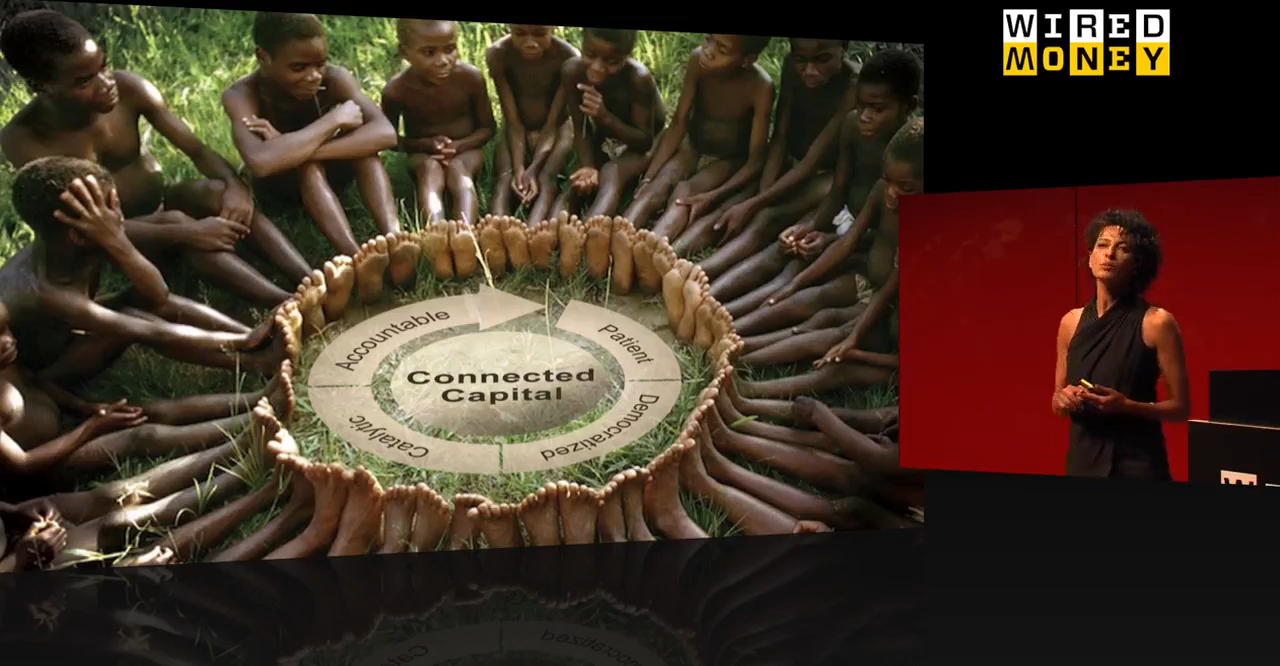 WIRED
MONEY
Accountable
Patient
Connected
Capital
Catalytic
Democratized
W